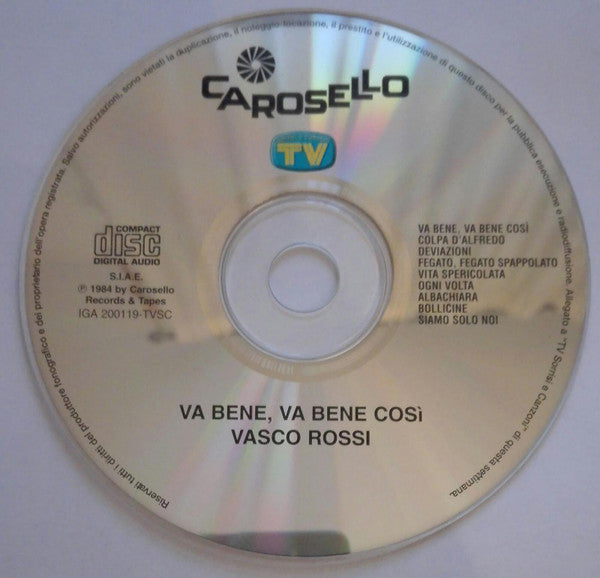 Riservati tutti i diritti del produttore fonografico e del proprietario dell'opera registrata. Salvo autorizzazioni, sono vietati la duplicazione, il noleggio-locazione, il prestito e l'utilizzazione di questo disco per la pubblica esecuzione e radiodiffusione. Allegato a "TV Sorrisi e Canzoni" di questa settimana.
CAROSELLO
TV
COMPACT
disc
DIGITAL AUDIO
S.I.A.E.
℗ 1984 by Carosello
Records & Tapes
IGA 200119-TVSC
VA BENE, VA BENE COSÌ
COLPA D'ALFREDO
DEVIAZIONI
FEGATO, FEGATO SPAPPOLATO
VITA SPERICOLATA
OGNI VOLTA
ALBACHIARA
BOLLICINE
SIAMO SOLO NOI
VA BENE, VA BENE COSì
VASCO ROSSI